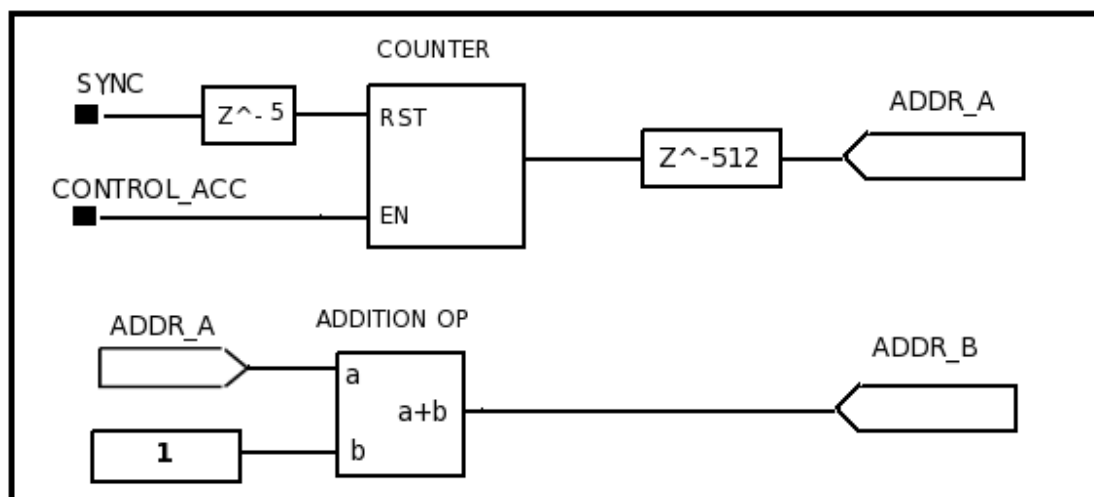 COUNTER
SYNC
Z^-5
RST
ADDR_A
Z^-512
CONTROL_ACC
EN
ADDR_A
ADDITION OP
ADDR_B
a
a+b
1
b